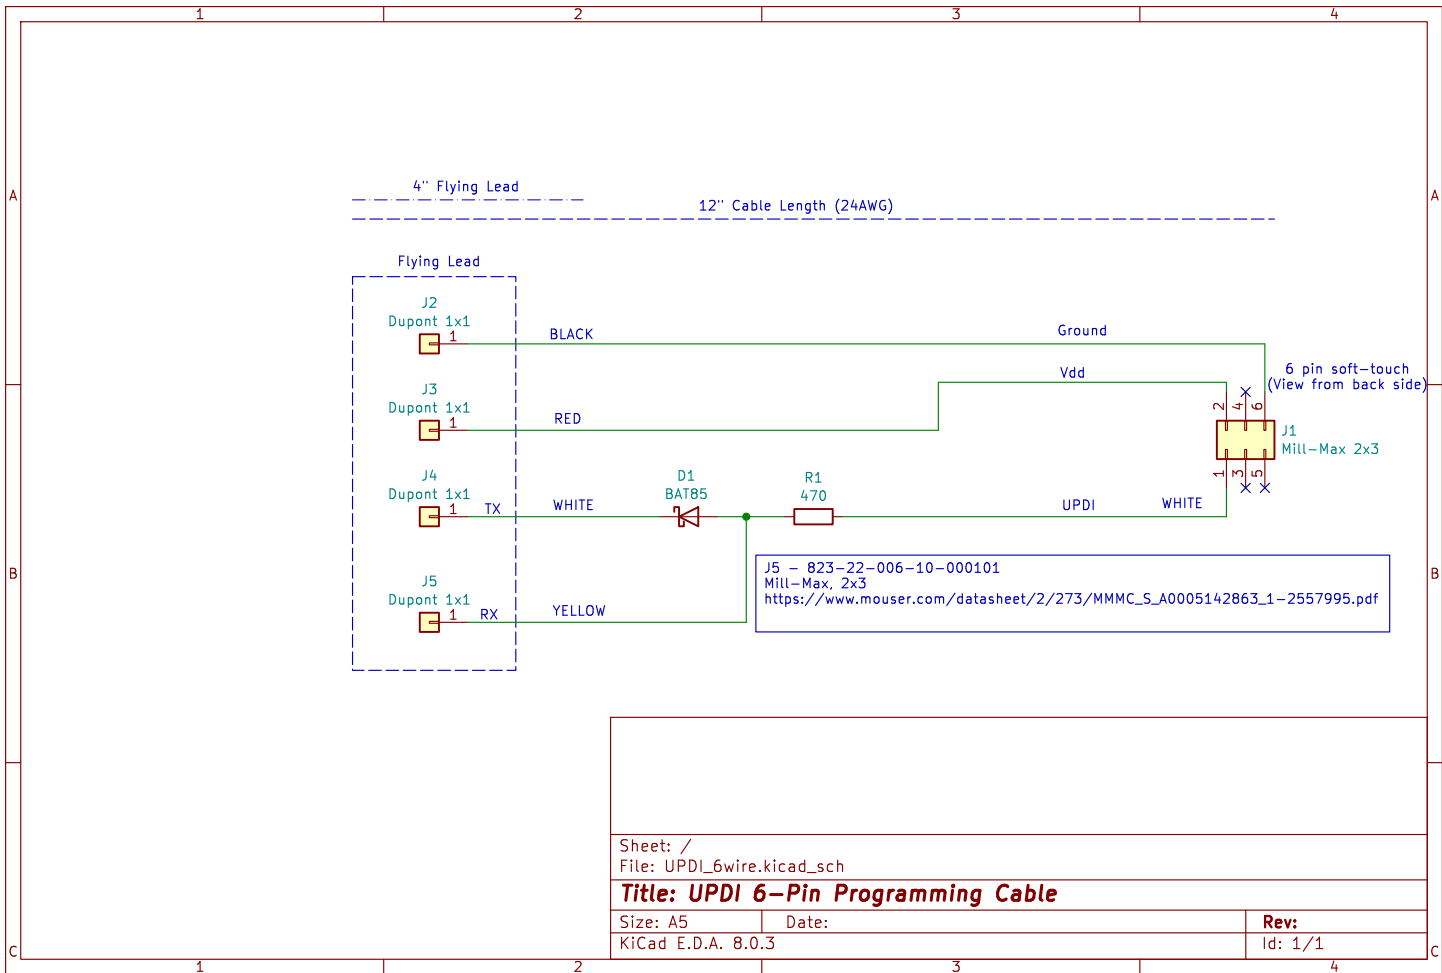 1 2 3 4
A A
4" Flying Lead
12" Cable Length (24AWG)
Flying Lead
J2
Dupont 1x1
1
BLACK
Ground
Vdd
6 pin soft-touch
(View from back side)
J3
Dupont 1x1
1
RED
2 4 6
J1
Mill-Max 2x3
1 3 5
J4
Dupont 1x1
1
TX
WHITE
D1
BAT85
R1
470
UPDI
WHITE
B B
J5 - 823-22-006-10-000101
Mill-Max, 2x3
https://www.mouser.com/datasheet/2/273/MMMC_S_A0005142863_1-2557995.pdf
J5
Dupont 1x1
1
RX
YELLOW
Sheet: /
File: UPDI_6wire.kicad_sch
Title: UPDI 6-Pin Programming Cable
Size: A5 Date: Rev:
KiCad E.D.A. 8.0.3 Id: 1/1
C C
1 2 3 4